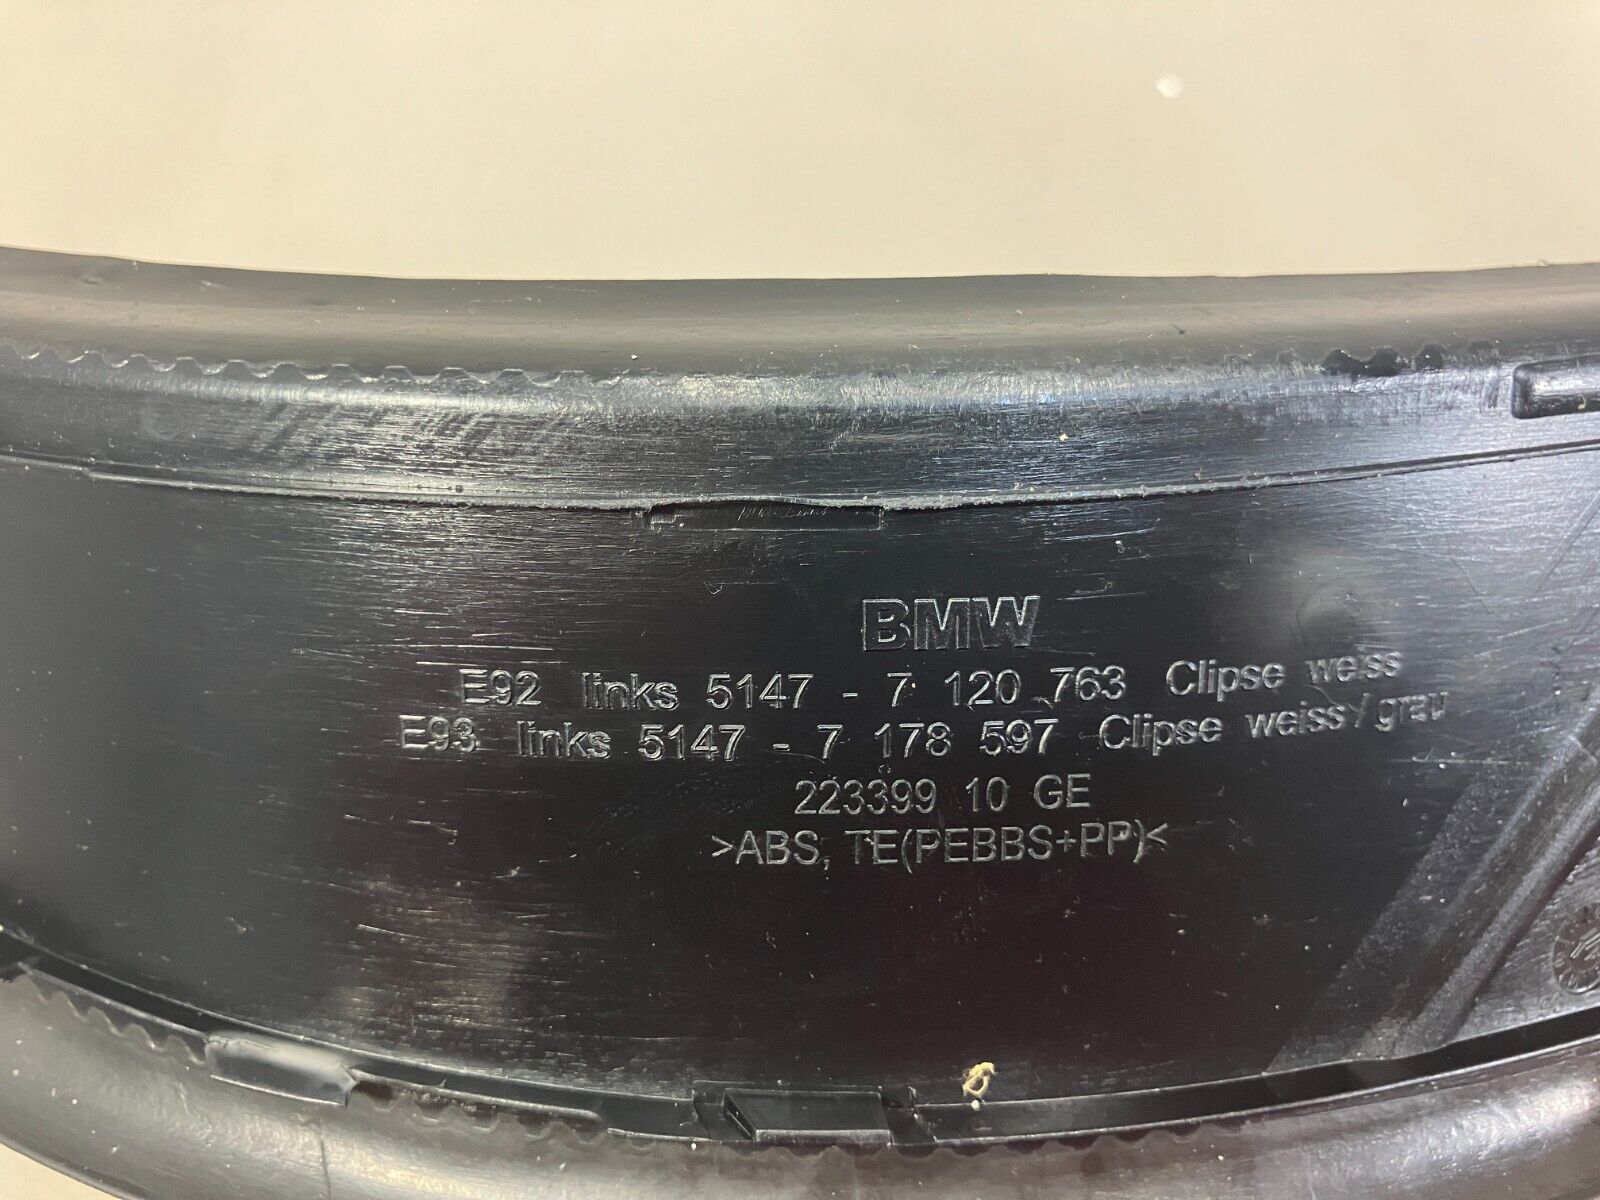 BMW
E92 links 5147 - 7 120 763 Clipse weiss
E93 links 5147 - 7 178 597 Clipse weiss/grau
223399 10 GE
>ABS, TE(PEBBS+PP)<